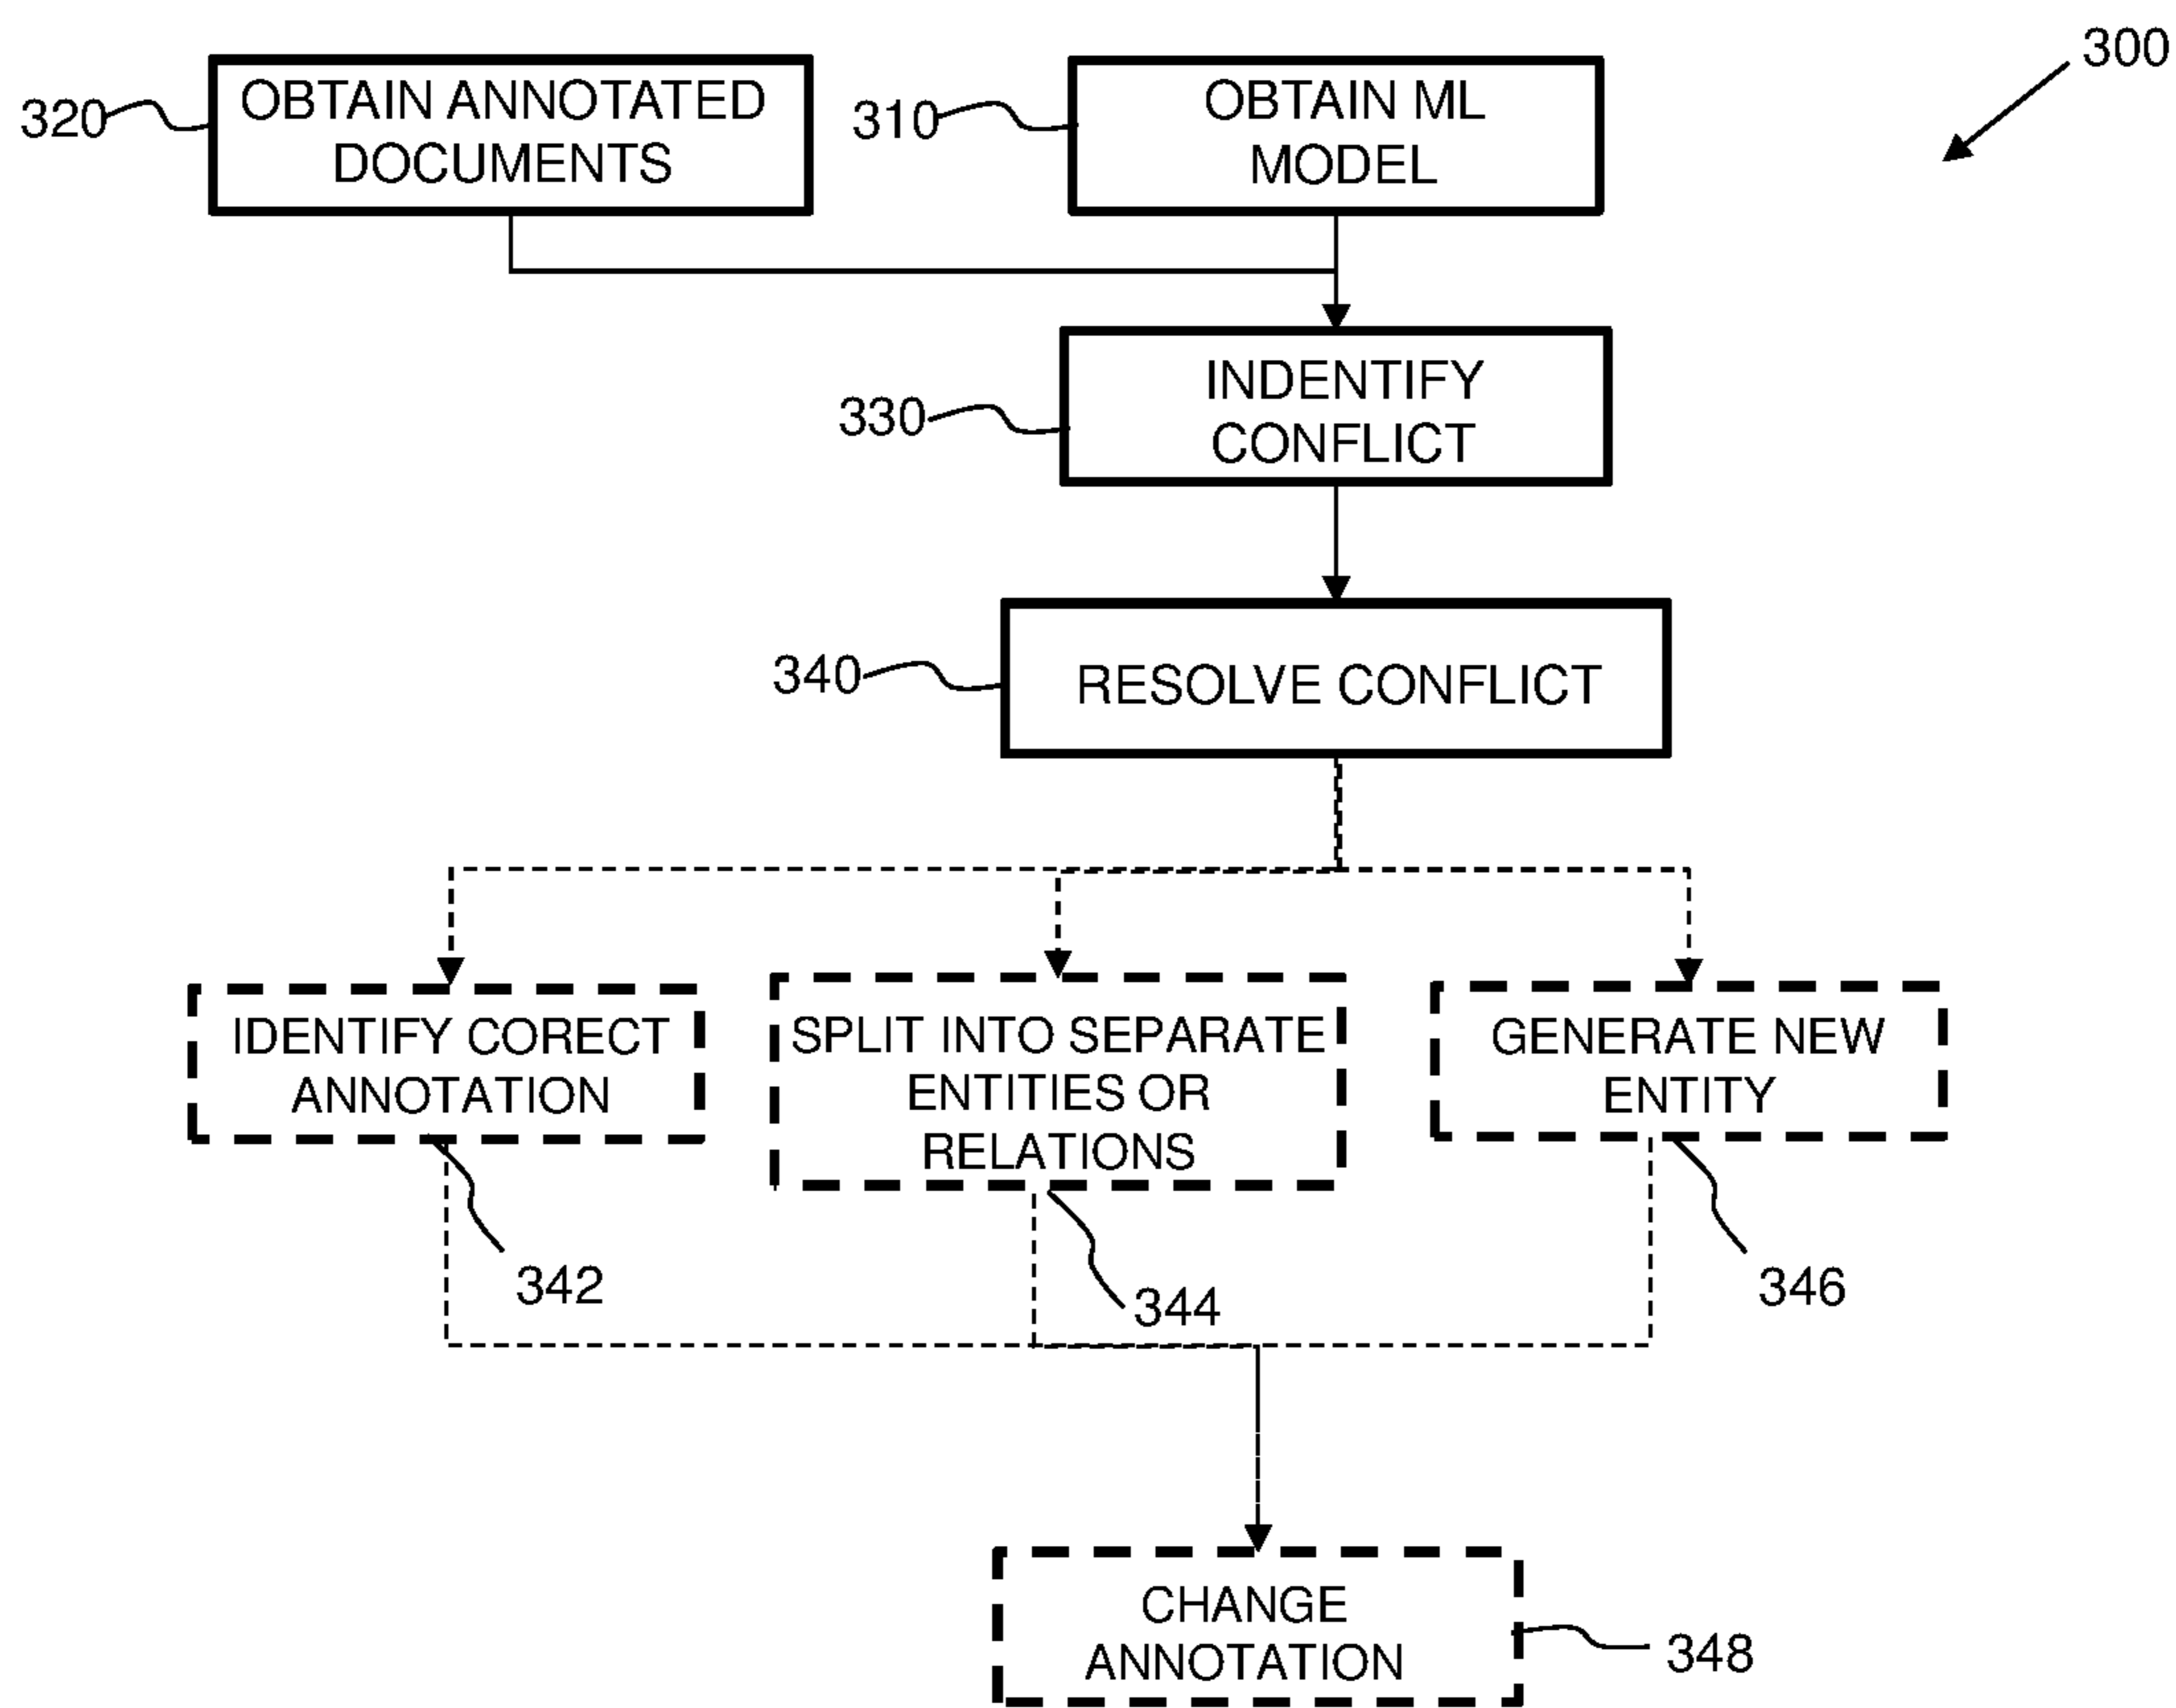 300
320
OBTAIN ANNOTATED
DOCUMENTS
310
OBTAIN ML
MODEL
330
INDENTIFY
CONFLICT
340
RESOLVE CONFLICT
IDENTIFY CORECT
ANNOTATION
342
SPLIT INTO SEPARATE
ENTITIES OR
RELATIONS
344
GENERATE NEW
ENTITY
346
CHANGE
ANNOTATION
348